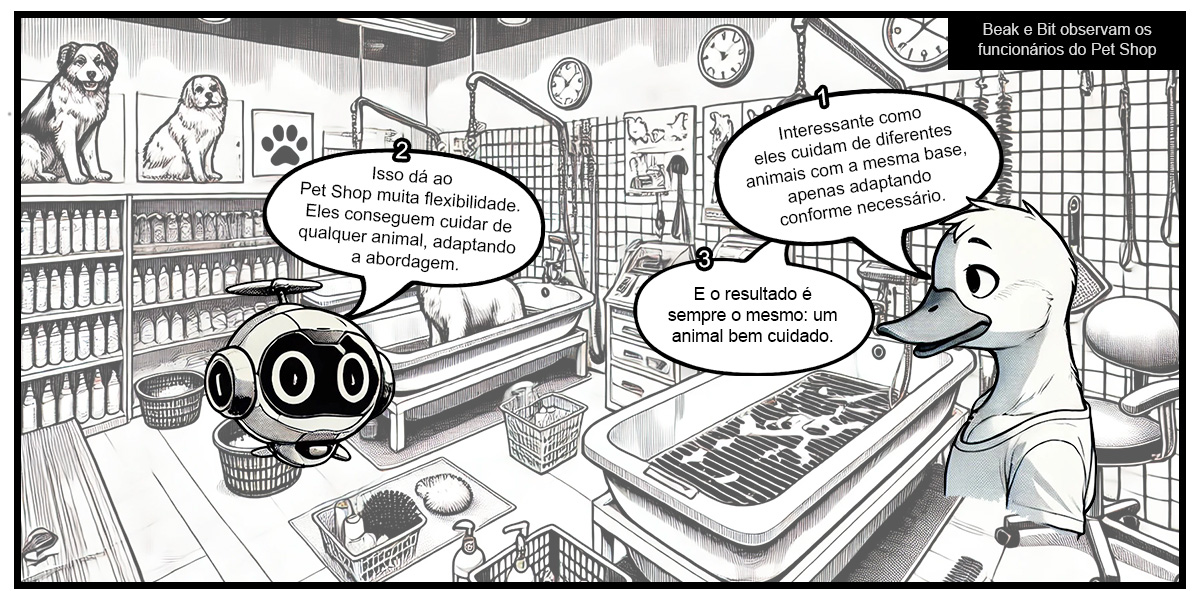 Beak e Bit observam os
funcionários do Pet Shop
1
Interessante como
eles cuidam de diferentes
animais com a mesma base,
apenas adaptando
conforme necessário.
2
Isso dá ao
Pet Shop muita flexibilidade.
Eles conseguem cuidar de
qualquer animal, adaptando
a abordagem.
3
E o resultado é
sempre o mesmo: um
animal bem cuidado.